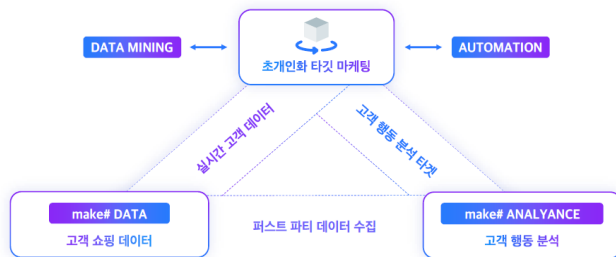 DATA MINING
AUTOMATION
초개인화 타깃 마케팅
실시간 고객 데이터
고객 행동 분석 타겟
make# DATA
고객 쇼핑 데이터
퍼스트 파티 데이터 수집
make# ANALYANCE
고객 행동 분석